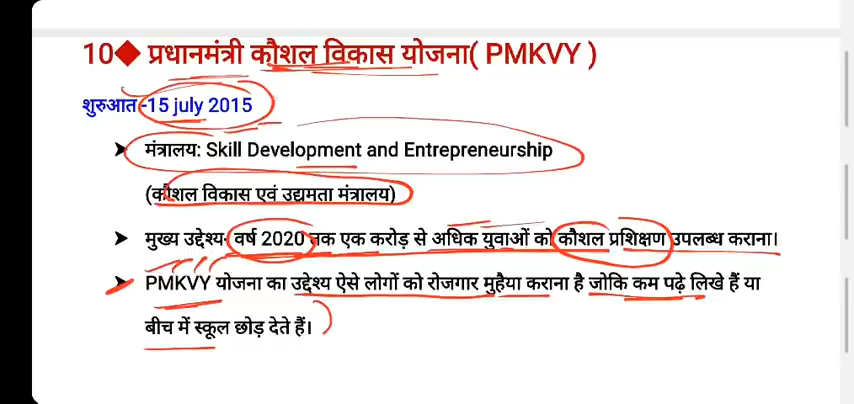 10◆ प्रधानमंत्री कौशल विकास योजना( PMKVY )
शुरुआत -15 july 2015
➤ मंत्रालय: Skill Development and Entrepreneurship
(कौशल विकास एवं उद्यमता मंत्रालय)
➤ मुख्य उद्देश्य- वर्ष 2020 तक एक करोड़ से अधिक युवाओं को कौशल प्रशिक्षण उपलब्ध कराना।
➤ PMKVY योजना का उद्देश्य ऐसे लोगों को रोजगार मुहैया कराना है जोकि कम पढ़े लिखे हैं या
बीच में स्कूल छोड़ देते हैं।